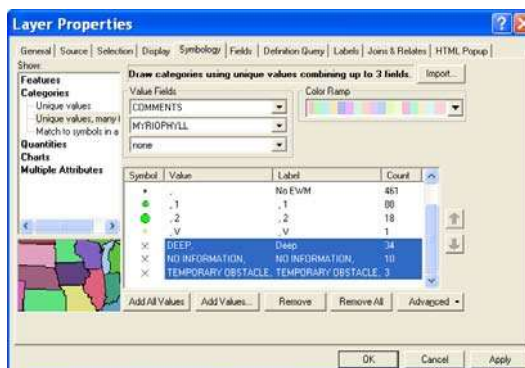 Layer Properties
General Source Selection Display Symbology Fields Definition Query Labels Joins & Relates HTML Popup
Show:
Features
Categories
Unique values
Unique values, many
Match to symbols in a
Quantities
Charts
Multiple Attributes
Draw categories using unique values combining up to 3 fields.
Import...
Value Fields
COMMENTS
MYRIOPHYLL
none
Color Ramp
Symbol Value Label Count
, No EWM 461
, 1 , 1 88
, 2 , 2 18
, V , V 1
DEEP, Deep 34
NO INFORMATION, NO INFORMATION, 10
TEMPORARY OBSTACLE, TEMPORARY OBSTACLE, 3
Add All Values Add Values... Remove Remove All Advanced
OK Cancel Apply